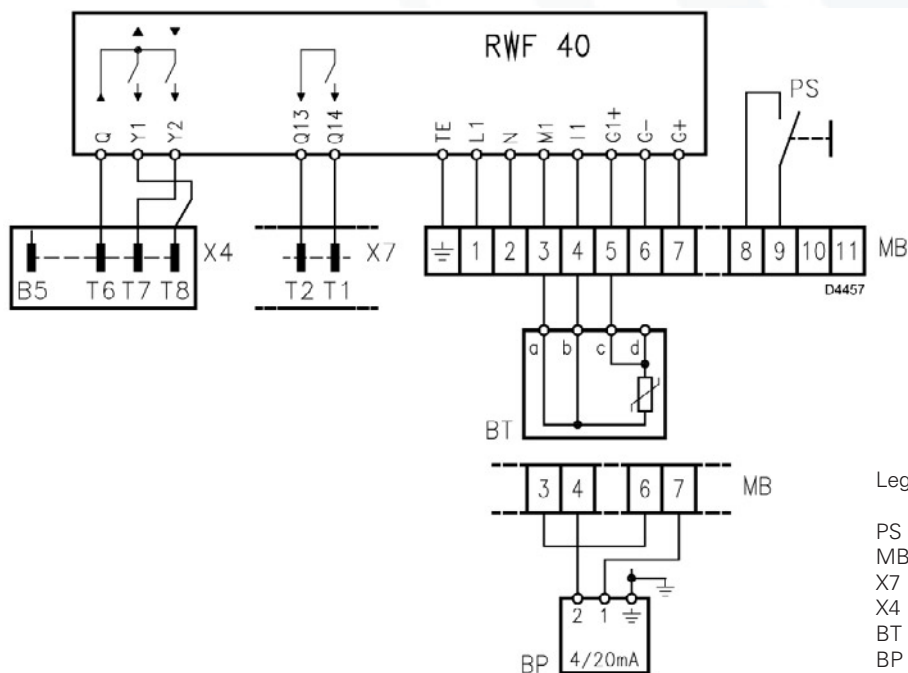 RWF 40
Q Y1 Y2 Q13 Q14 TE L1 N M1 I1 G1+ G- G+
PS
B5 T6 T7 T8 X4
T2 T1 X7
1 2 3 4 5 6 7 8 9 10 11 MB
D4457
a b c d
BT
3 4 6 7 MB
2 1
BP 4/20mA
Leg
PS
MB
X7
X4
BT
BP